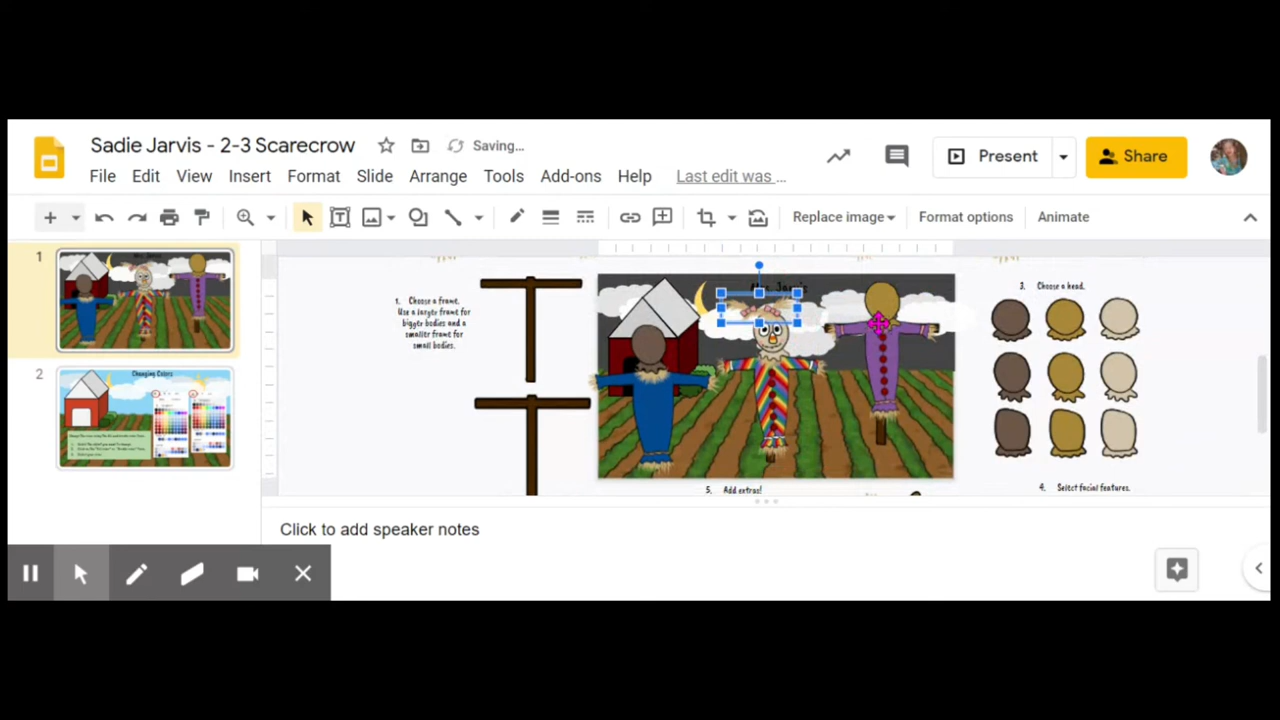 Sadie Jarvis - 2-3 Scarecrow
Saving...
File Edit View Insert Format Slide Arrange Tools Add-ons Help Last edit was ...
Present
Share
Replace image
Format options
Animate
1
2
Changing Colors
1. Choose a frame.
Use a larger frame for
bigger bodies and a
smaller frame for
small bodies.
Mrs. Jarvis
3. Choose a head.
4. Select facial features.
5. Add extras!
Click to add speaker notes